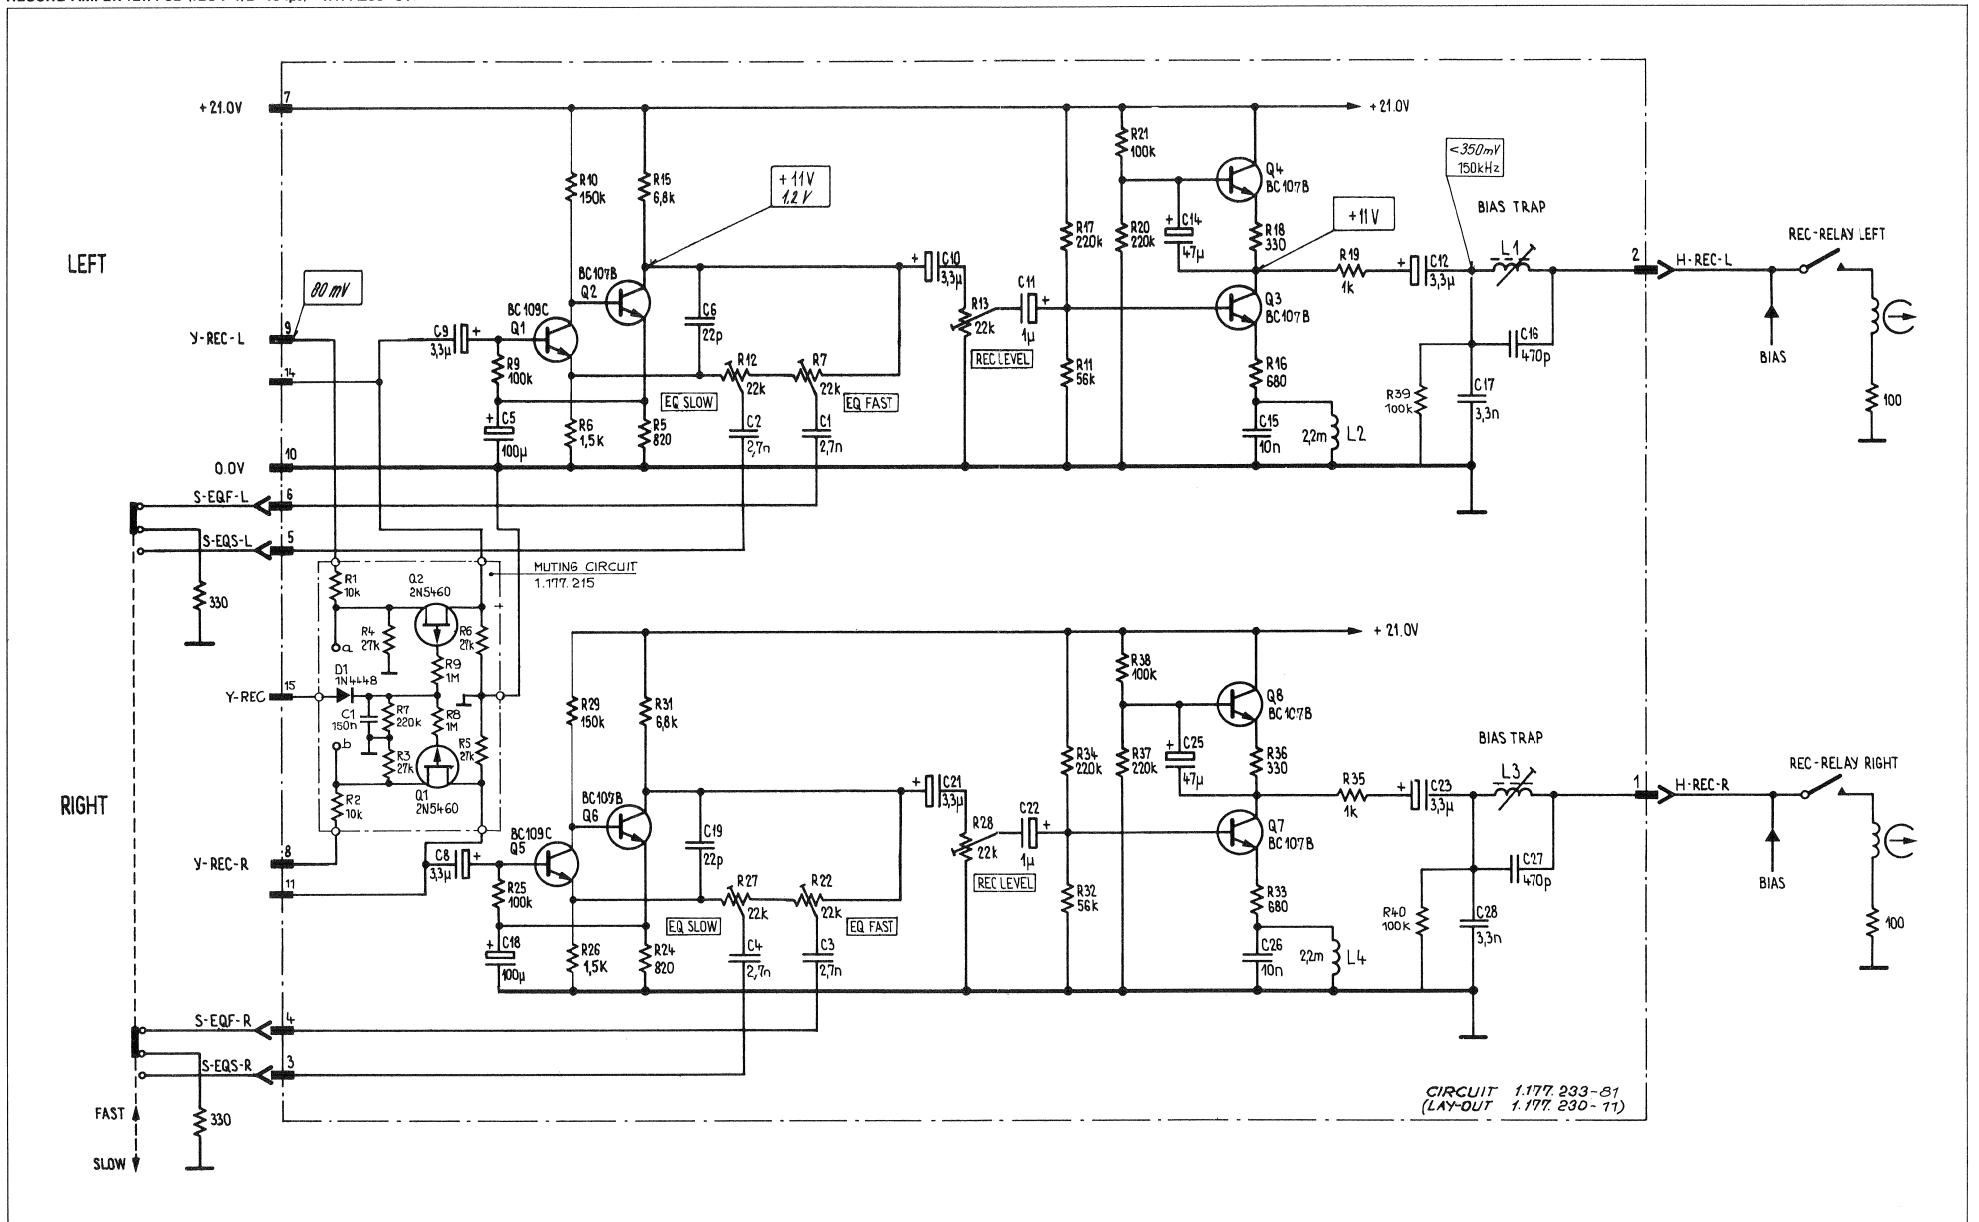 +21.0V
7
+21.0V
R10
150k
R15
6,8k
+11V
1.2V
R17
220k
R21
100k
R20
220k
C14
47µ
+
Q4
BC107B
R18
330
+11V
<350mV
150kHz
BIAS TRAP
L1
R19
1k
+
C12
3,3µ
2
H-REC-L
REC-RELAY LEFT
BIAS
100
LEFT
80 mV
9
Y-REC-L
14
C9
3,3µ
+
BC109C
Q1
BC107B
Q2
R9
100k
+
C5
100µ
R6
1,5k
R5
820
C6
22p
R12
22k
EQ SLOW
R7
22k
EQ FAST
C2
2,7n
C1
2,7n
+
C10
3,3µ
R13
22k
REC LEVEL
C11
+
1µ
R11
56k
Q3
BC107B
R16
680
C15
10n
2,2m
L2
R39
100k
C17
3,3n
C16
470p
0.0V
10
S-EQF-L
6
S-EQS-L
5
330
MUTING CIRCUIT
1.177.215
R1
10k
Q2
2N5460
+
R4
27k
R6
27k
a
R9
1M
D1
1N4448
Y-REC
15
C1
150n
R7
220k
R8
1M
b
R3
27k
R5
27k
R2
10k
Q1
2N5460
RIGHT
Y-REC-R
8
11
C8
3,3µ
+
+21.0V
R29
150k
R31
6,8k
BC107B
Q6
BC109C
Q5
R25
100k
+
C18
100µ
R26
1,5K
R24
820
C19
22p
R27
22k
EQ SLOW
R22
22k
EQ FAST
C4
2,7n
C3
2,7n
+
C21
3,3µ
R28
22k
REC LEVEL
C22
+
1µ
R34
220k
R32
56k
R38
100k
R37
220k
+
C25
47µ
Q8
BC107B
R36
330
Q7
BC107B
R33
680
C26
10n
2,2m
L4
R35
1k
+
C23
3,3µ
BIAS TRAP
L3
C27
470p
R40
100k
C28
3,3n
1
H-REC-R
REC-RELAY RIGHT
BIAS
100
S-EQF-R
4
S-EQS-R
3
FAST
330
SLOW
CIRCUIT 1.177.233-81
(LAY-OUT 1.177.230-11)